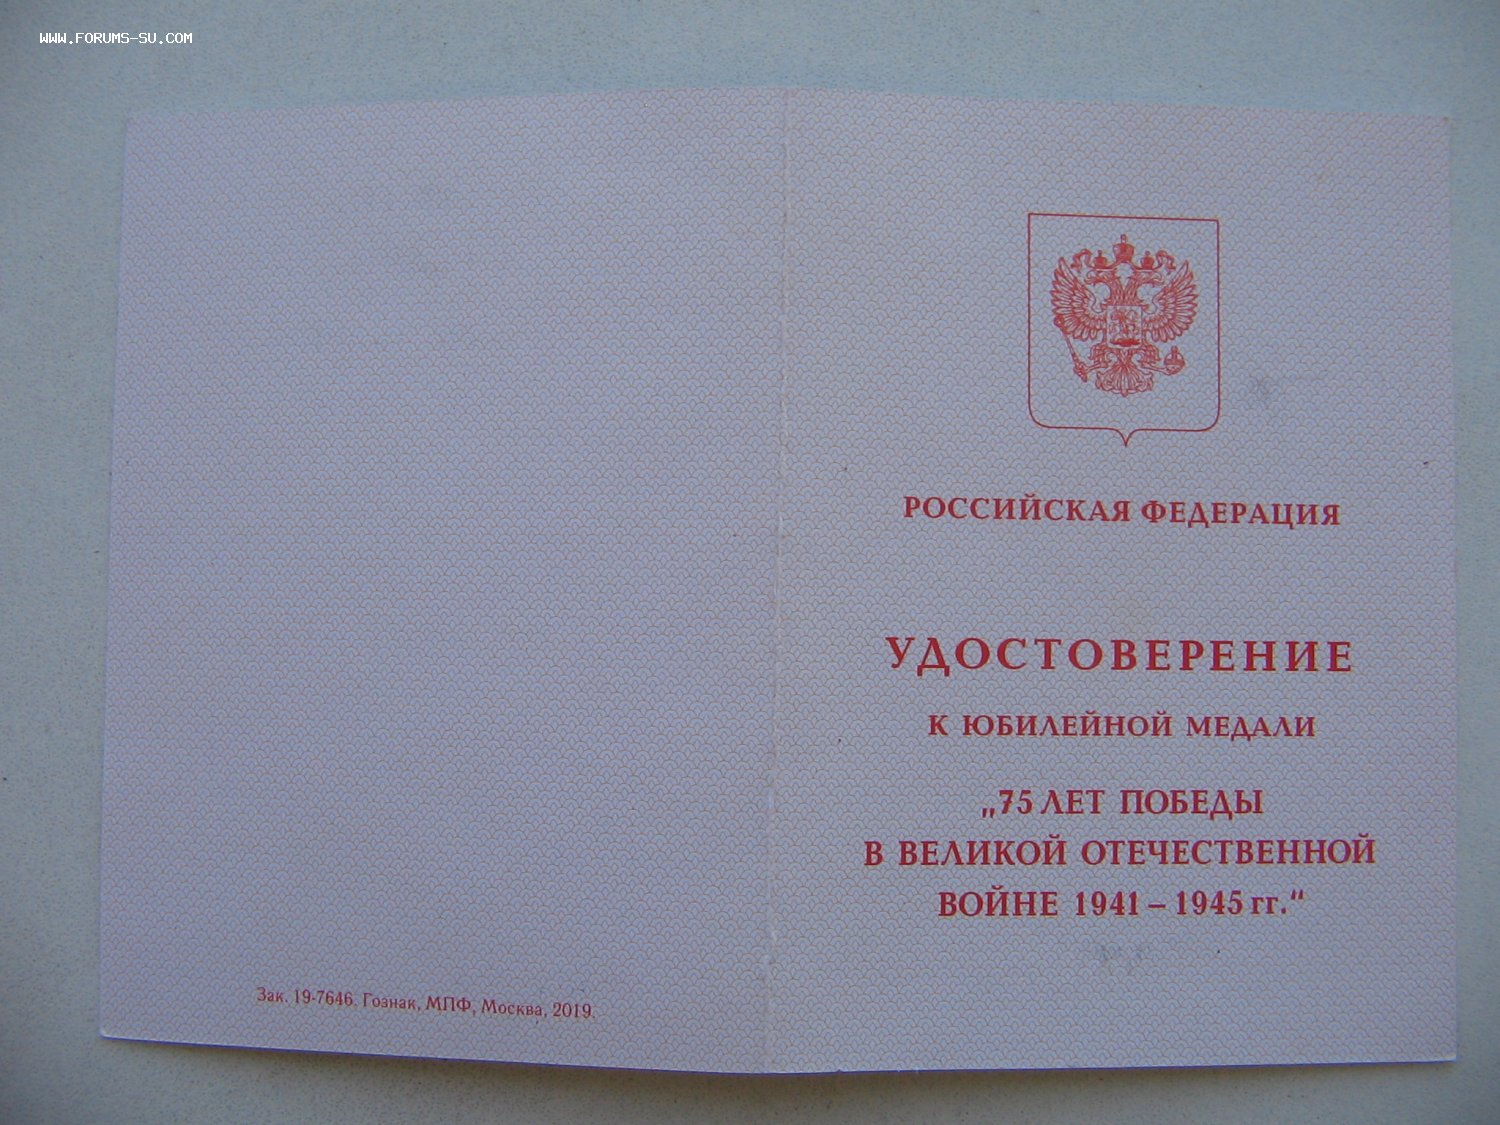 WWW.FORUMS-SU.COM
РОССИЙСКАЯ ФЕДЕРАЦИЯ
УДОСТОВЕРЕНИЕ
К ЮБИЛЕЙНОЙ МЕДАЛИ
„75 ЛЕТ ПОБЕДЫ
В ВЕЛИКОЙ ОТЕЧЕСТВЕННОЙ
ВОЙНЕ 1941 – 1945 гг.“
Зак. 19-7646. Гознак, МПФ, Москва, 2019.